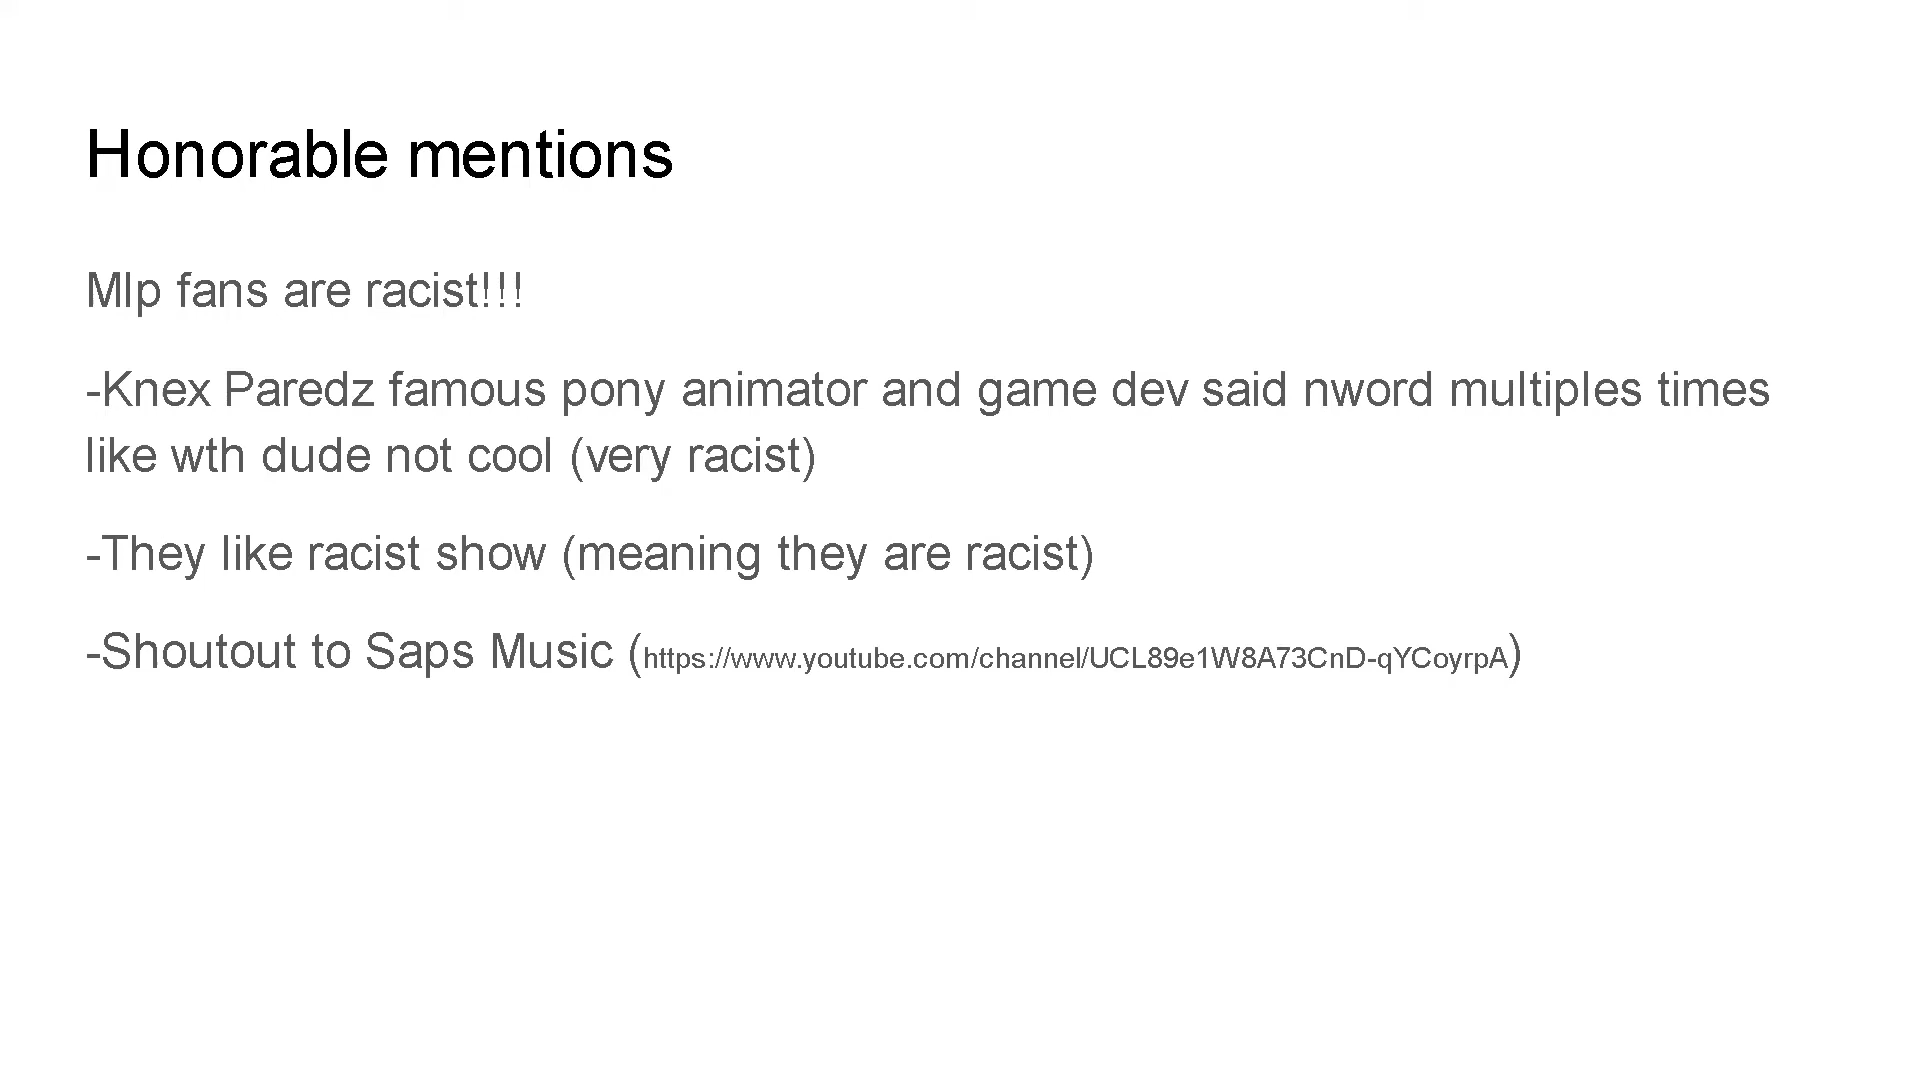 Honorable mentions
Mlp fans are racist!!!
-Knex Paredz famous pony animator and game dev said nword multiples times
like wth dude not cool (very racist)
-They like racist show (meaning they are racist)
-Shoutout to Saps Music (https://www.youtube.com/channel/UCL89e1W8A73CnD-qYCoyrpA)